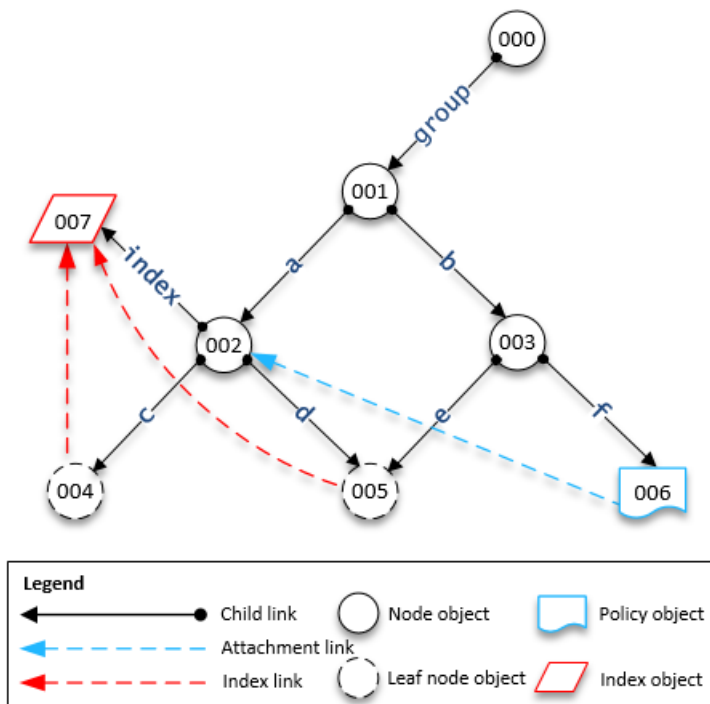 000
group
001
007
index
a
b
002
003
c
d
e
f
004
005
006
Legend
Child link
Node object
Policy object
Attachment link
Index link
Leaf node object
Index object